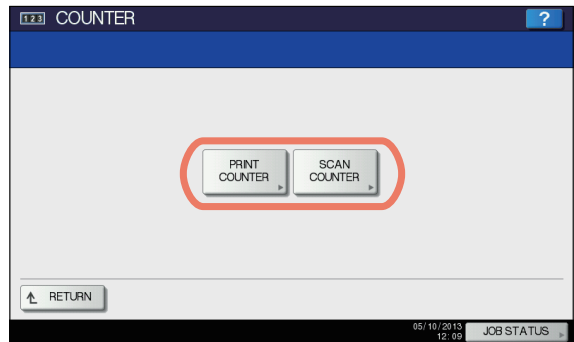 123 COUNTER ?
PRINT SCAN
COUNTER COUNTER
RETURN
05/10/2013
12:09 JOB STATUS